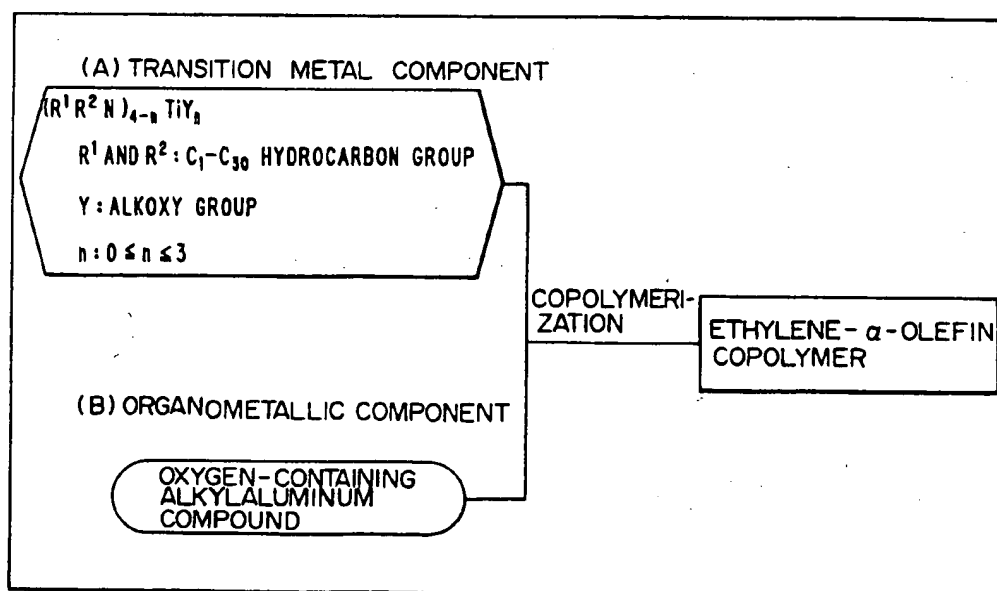 (A) TRANSITION METAL COMPONENT
(R¹R²N)₄₋ₙ TiYₙ
R¹ AND R² : C₁–C₃₀ HYDROCARBON GROUP
Y : ALKOXY GROUP
n : 0 ≤ n ≤ 3
COPOLYMERI-
ZATION
ETHYLENE-α-OLEFIN
COPOLYMER
(B) ORGANOMETALLIC COMPONENT
OXYGEN-CONTAINING
ALKYLALUMINUM
COMPOUND